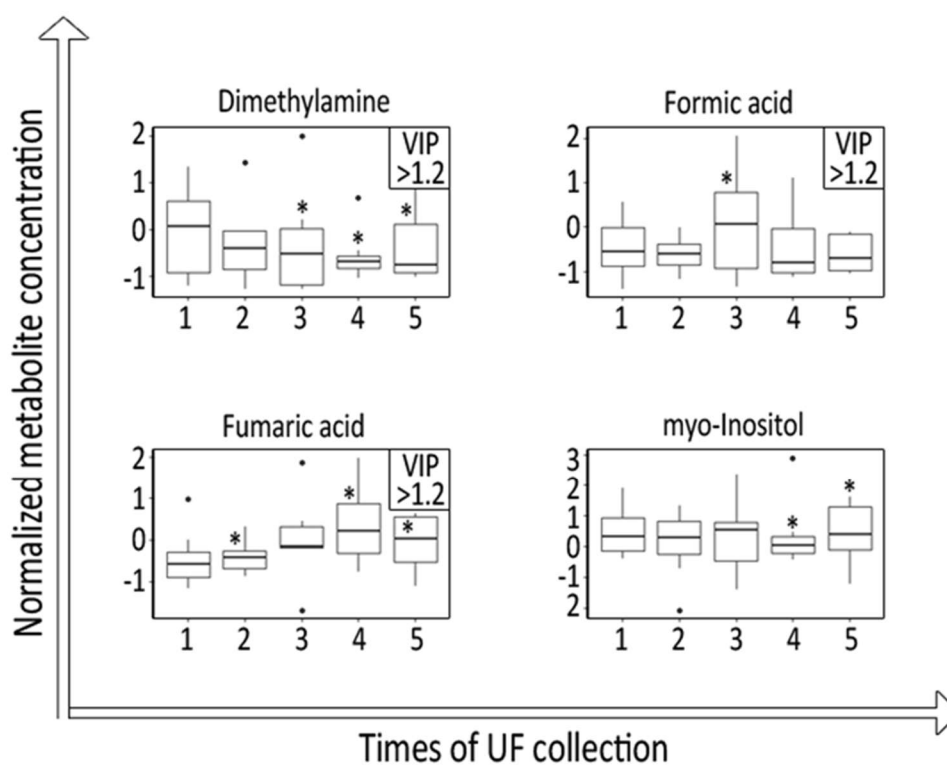 Normalized metabolite concentration
Dimethylamine
2
1
0
-1
VIP
>1.2
*
*
*
1 2 3 4 5
Formic acid
2
1
0
-1
VIP
>1.2
*
1 2 3 4 5
Fumaric acid
2
1
0
-1
VIP
>1.2
*
*
*
1 2 3 4 5
myo-Inositol
3
2
1
0
-1
2
*
*
1 2 3 4 5
Times of UF collection